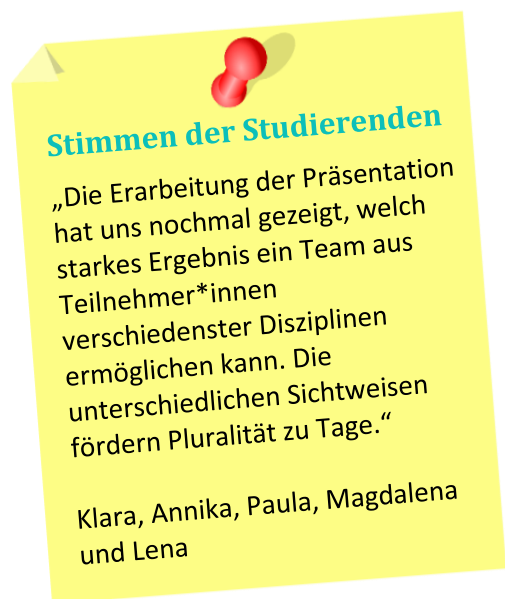 Stimmen der Studierenden
„Die Erarbeitung der Präsentation
hat uns nochmal gezeigt, welch
starkes Ergebnis ein Team aus
Teilnehmer*innen
verschiedenster Disziplinen
ermöglichen kann. Die
unterschiedlichen Sichtweisen
fördern Pluralität zu Tage.“
Klara, Annika, Paula, Magdalena
und Lena